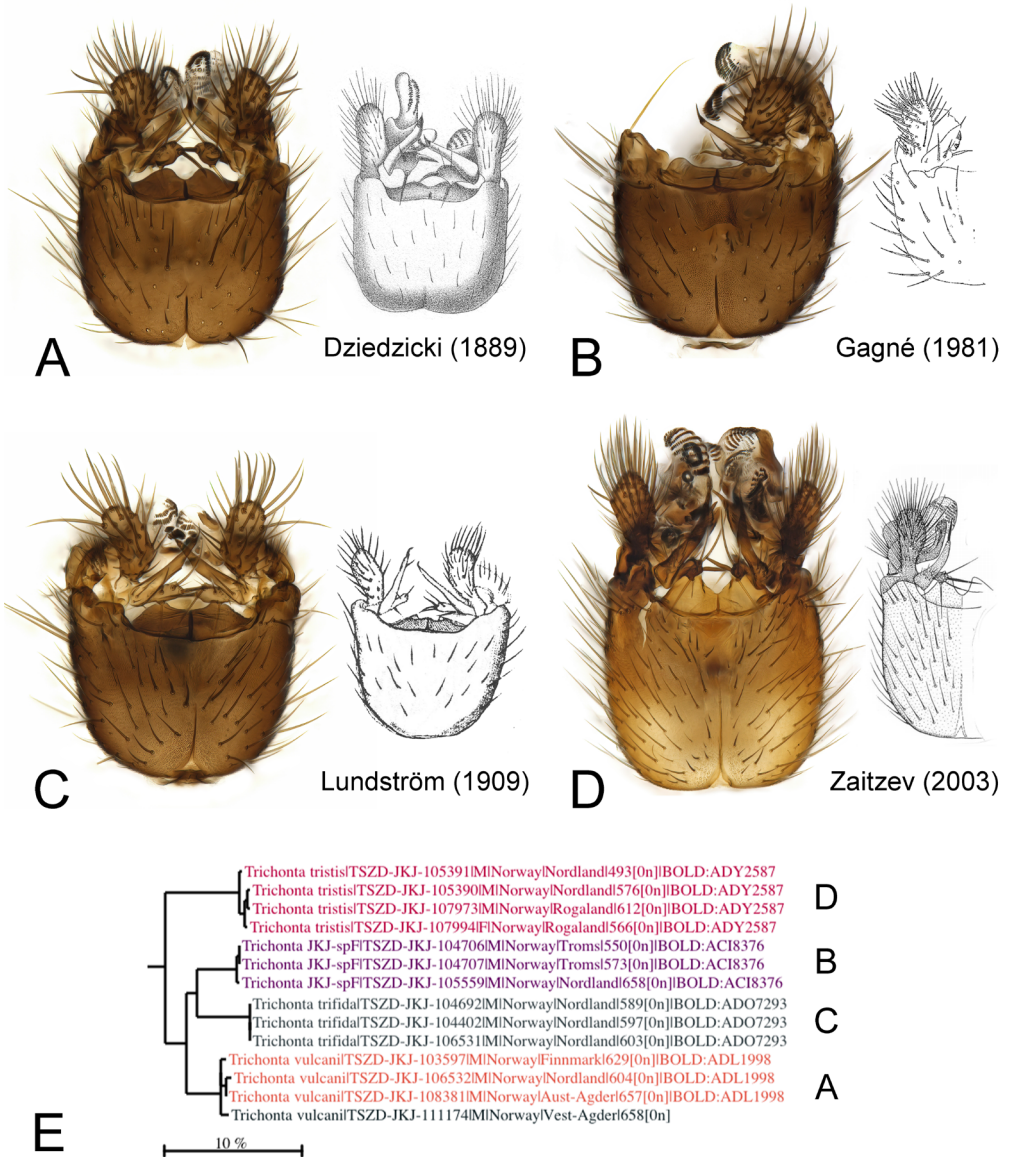 A
Dziedzicki (1889)
B
Gagné (1981)
C
Lundström (1909)
D
Zaitzev (2003)
Trichonta tristis|TSZD-JKJ-105391|M|Norway|Nordland|493[0n]|BOLD:ADY2587
Trichonta tristis|TSZD-JKJ-105390|M|Norway|Nordland|576[0n]|BOLD:ADY2587
Trichonta tristis|TSZD-JKJ-107973|M|Norway|Rogaland|612[0n]|BOLD:ADY2587
Trichonta tristis|TSZD-JKJ-107994|F|Norway|Rogaland|566[0n]|BOLD:ADY2587
D
Trichonta JKJ-spF|TSZD-JKJ-104706|M|Norway|Troms|550[0n]|BOLD:ACI8376
Trichonta JKJ-spF|TSZD-JKJ-104707|M|Norway|Troms|573[0n]|BOLD:ACI8376
Trichonta JKJ-spF|TSZD-JKJ-105559|M|Norway|Nordland|658[0n]|BOLD:ACI8376
B
Trichonta trifida|TSZD-JKJ-104692|M|Norway|Nordland|589[0n]|BOLD:ADO7293
Trichonta trifida|TSZD-JKJ-104402|M|Norway|Nordland|597[0n]|BOLD:ADO7293
Trichonta trifida|TSZD-JKJ-106531|M|Norway|Nordland|603[0n]|BOLD:ADO7293
C
Trichonta vulcani|TSZD-JKJ-103597|M|Norway|Finnmark|629[0n]|BOLD:ADL1998
Trichonta vulcani|TSZD-JKJ-106532|M|Norway|Nordland|604[0n]|BOLD:ADL1998
Trichonta vulcani|TSZD-JKJ-108381|M|Norway|Aust-Agder|657[0n]|BOLD:ADL1998
Trichonta vulcani|TSZD-JKJ-111174|M|Norway|Vest-Agder|658[0n]
A
E
10 %